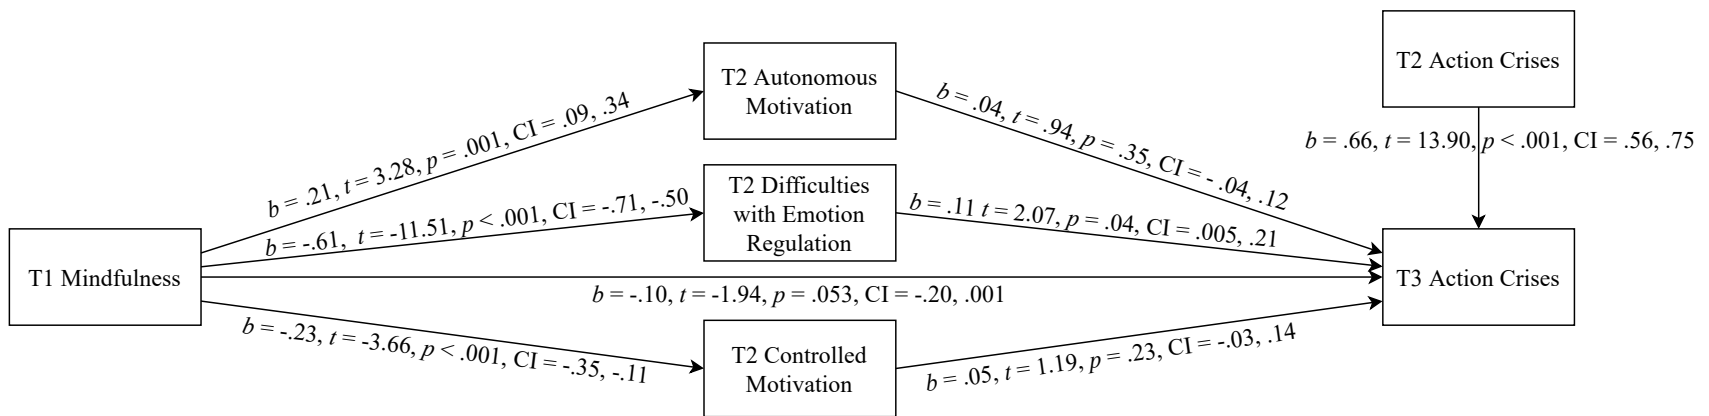 T2 Action Crises
T2 Autonomous
Motivation
b = .21, t = 3.28, p = .001, CI = .09, .34
b = .04, t = .94, p = .35, CI = - .04, .12
b = .66, t = 13.90, p < .001, CI = .56, .75
T2 Difficulties
with Emotion
Regulation
b = -.61, t = -11.51, p < .001, CI = -.71, -.50
b = .11 t = 2.07, p = .04, CI = .005, .21
T1 Mindfulness
T3 Action Crises
b = -.10, t = -1.94, p = .053, CI = -.20, .001
b = -.23, t = -3.66, p < .001, CI = -.35, -.11
T2 Controlled
Motivation
b = .05, t = 1.19, p = .23, CI = -.03, .14